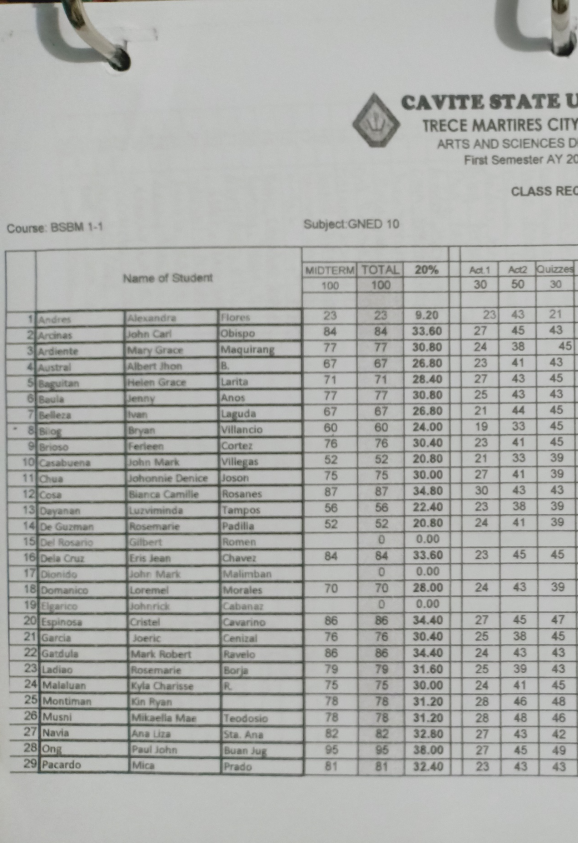 CAVITE STATE U
TRECE MARTIRES CITY
ARTS AND SCIENCES D
First Semester AY 20
CLASS REC
Course: BSBM 1-1 Subject:GNED 10
Name of Student MIDTERM TOTAL 20% Act.1 Act2 Quizzes
100 100 30 50 30
1 Andres Alexandra Flores 23 23 9.20 23 43 21
2 Arcinas John Carl Obispo 84 84 33.60 27 45 43
3 Ardiente Mary Grace Maquirang 77 77 30.80 24 38 45
4 Austral Albert Jhon B. 67 67 26.80 23 41 43
5 Baguitan Helen Grace Larita 71 71 28.40 27 43 45
6 Baula Jenny Anos 77 77 30.80 25 43 43
7 Belleza Ivan Laguda 67 67 26.80 21 44 45
8 Bilog Bryan Villancio 60 60 24.00 19 33 45
9 Brioso Ferleen Cortez 76 76 30.40 23 41 45
10 Casabuena John Mark Villegas 52 52 20.80 21 33 39
11 Chua Johonnie Denice Joson 75 75 30.00 27 41 39
12 Cosa Bianca Camille Rosanes 87 87 34.80 30 43 43
13 Dayanan Luzviminda Tampos 56 56 22.40 23 38 39
14 De Guzman Rosemarie Padilla 52 52 20.80 24 41 39
15 Del Rosario Gilbert Romen 0 0.00
16 Dela Cruz Eris Jean Chavez 84 84 33.60 23 45 45
17 Dionido John Mark Malimban 0 0.00
18 Domanico Loremel Morales 70 70 28.00 24 43 39
19 Elgarico Johnrick Cabanaz 0 0.00
20 Espinosa Cristel Cavarino 86 86 34.40 27 45 47
21 Garcia Joeric Cenizal 76 76 30.40 25 38 45
22 Gatdula Mark Robert Ravelo 86 86 34.40 24 43 43
23 Ladiao Rosemarie Borja 79 79 31.60 25 39 43
24 Malaluan Kyla Charisse R. 75 75 30.00 24 41 45
25 Montiman Kin Ryan 78 78 31.20 28 46 48
26 Musni Mikaella Mae Teodosio 78 78 31.20 28 48 46
27 Navia Ana Liza Sta. Ana 82 82 32.80 27 43 42
28 Ong Paul John Buan Jug 95 95 38.00 27 45 49
29 Pacardo Mica Prado 81 81 32.40 23 43 43